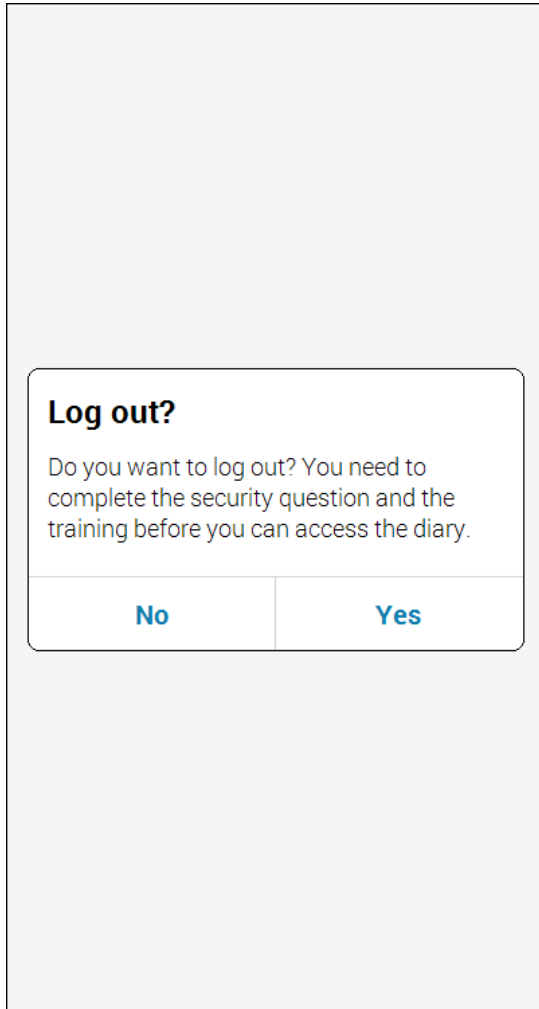 Log out?
Do you want to log out? You need to
complete the security question and the
training before you can access the diary.
No
Yes